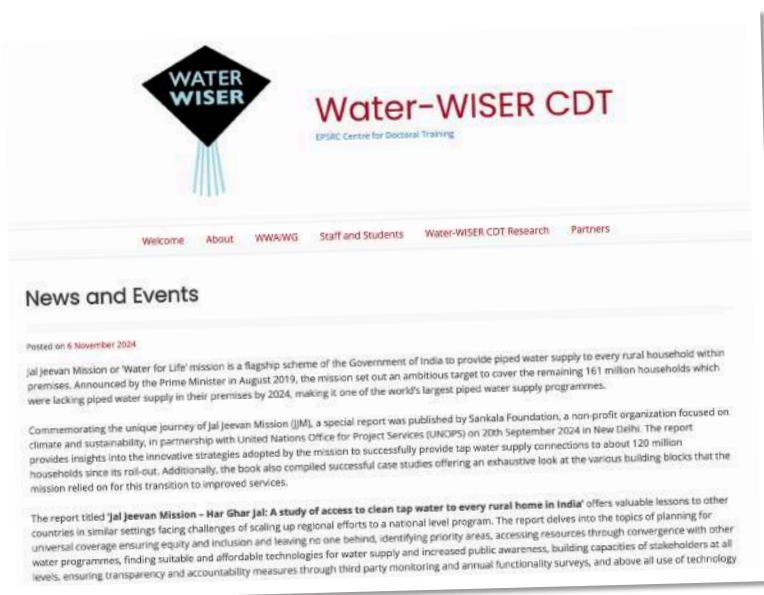 WATER
WISER
Water-WISER CDT
EPSRC Centre for Doctoral Training
Welcome About WWA/WG Staff and Students Water-WISER CDT Research Partners
News and Events
Posted on 6 November 2024
Jal Jeevan Mission or 'Water for Life' mission is a flagship scheme of the Government of India to provide piped water supply to every rural household within
premises. Announced by the Prime Minister in August 2019, the mission set out an ambitious target to cover the remaining 161 million households which
were lacking piped water supply in their premises by 2024, making it one of the world's largest piped water supply programmes.
Commemorating the unique journey of Jal Jeevan Mission (JJM), a special report was published by Sankala Foundation, a non-profit organization focused on
climate and sustainability, in partnership with United Nations Office for Project Services (UNOPS) on 20th September 2024 in New Delhi. The report
provides insights into the innovative strategies adopted by the mission to successfully provide tap water supply connections to about 120 million
households since its roll-out. Additionally, the book also compiled successful case studies offering an exhaustive look at the various building blocks that the
mission relied on for this transition to improved services.
The report titled 'Jal Jeevan Mission – Har Ghar Jal: A study of access to clean tap water to every rural home in India' offers valuable lessons to other
countries in similar settings facing challenges of scaling up regional efforts to a national level program. The report delves into the topics of planning for
universal coverage ensuring equity and inclusion and leaving no one behind, identifying priority areas, accessing resources through convergence with other
water programmes, finding suitable and affordable technologies for water supply and increased public awareness, building capacities of stakeholders at all
levels, ensuring transparency and accountability measures through third party monitoring and annual functionality surveys, and above all use of technology